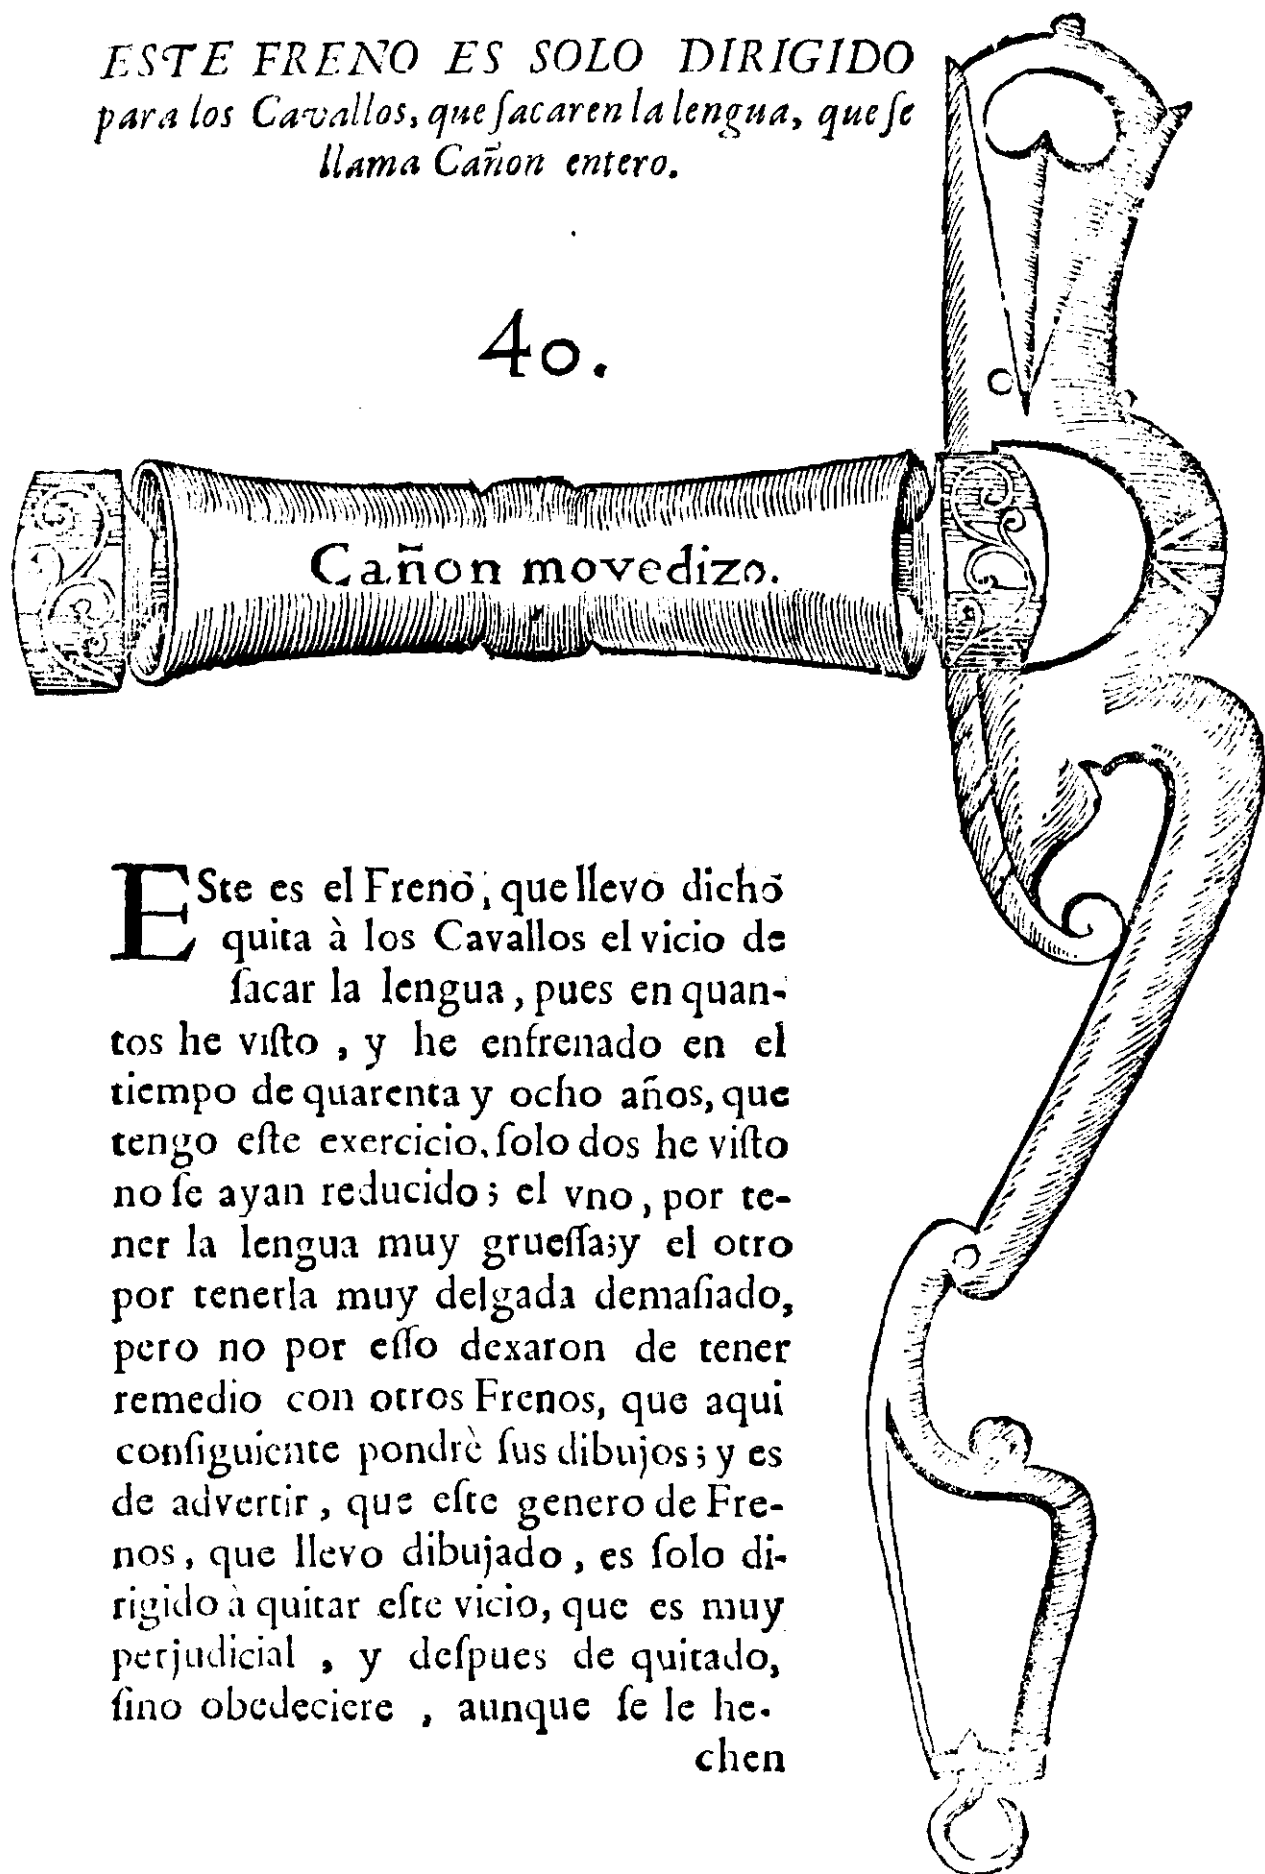 ESTE FRENO ES SOLO DIRIGIDO
para los Cavallos, que ſacaren la lengua, que ſe
llama Cañon entero.
40.
Cañon movedizo.
ESte es el Freno, que llevo dicho
quita à los Cavallos el vicio de
ſacar la lengua, pues en quan-
tos he viſto, y he enfrenado en el
tiempo de quarenta y ocho años, que
tengo eſte exercicio, ſolo dos he viſto
no ſe ayan reducido; el vno, por te-
ner la lengua muy grueſſa; y el otro
por tenerla muy delgada demaſiado,
pero no por eſſo dexaron de tener
remedio con otros Frenos, que aqui
conſiguiente pondrè ſus dibujos; y es
de advertir, que eſte genero de Fre-
nos, que llevo dibujado, es ſolo di-
rigido à quitar eſte vicio, que es muy
perjudicial, y deſpues de quitado,
ſino obedeciere, aunque ſe le he-
chen